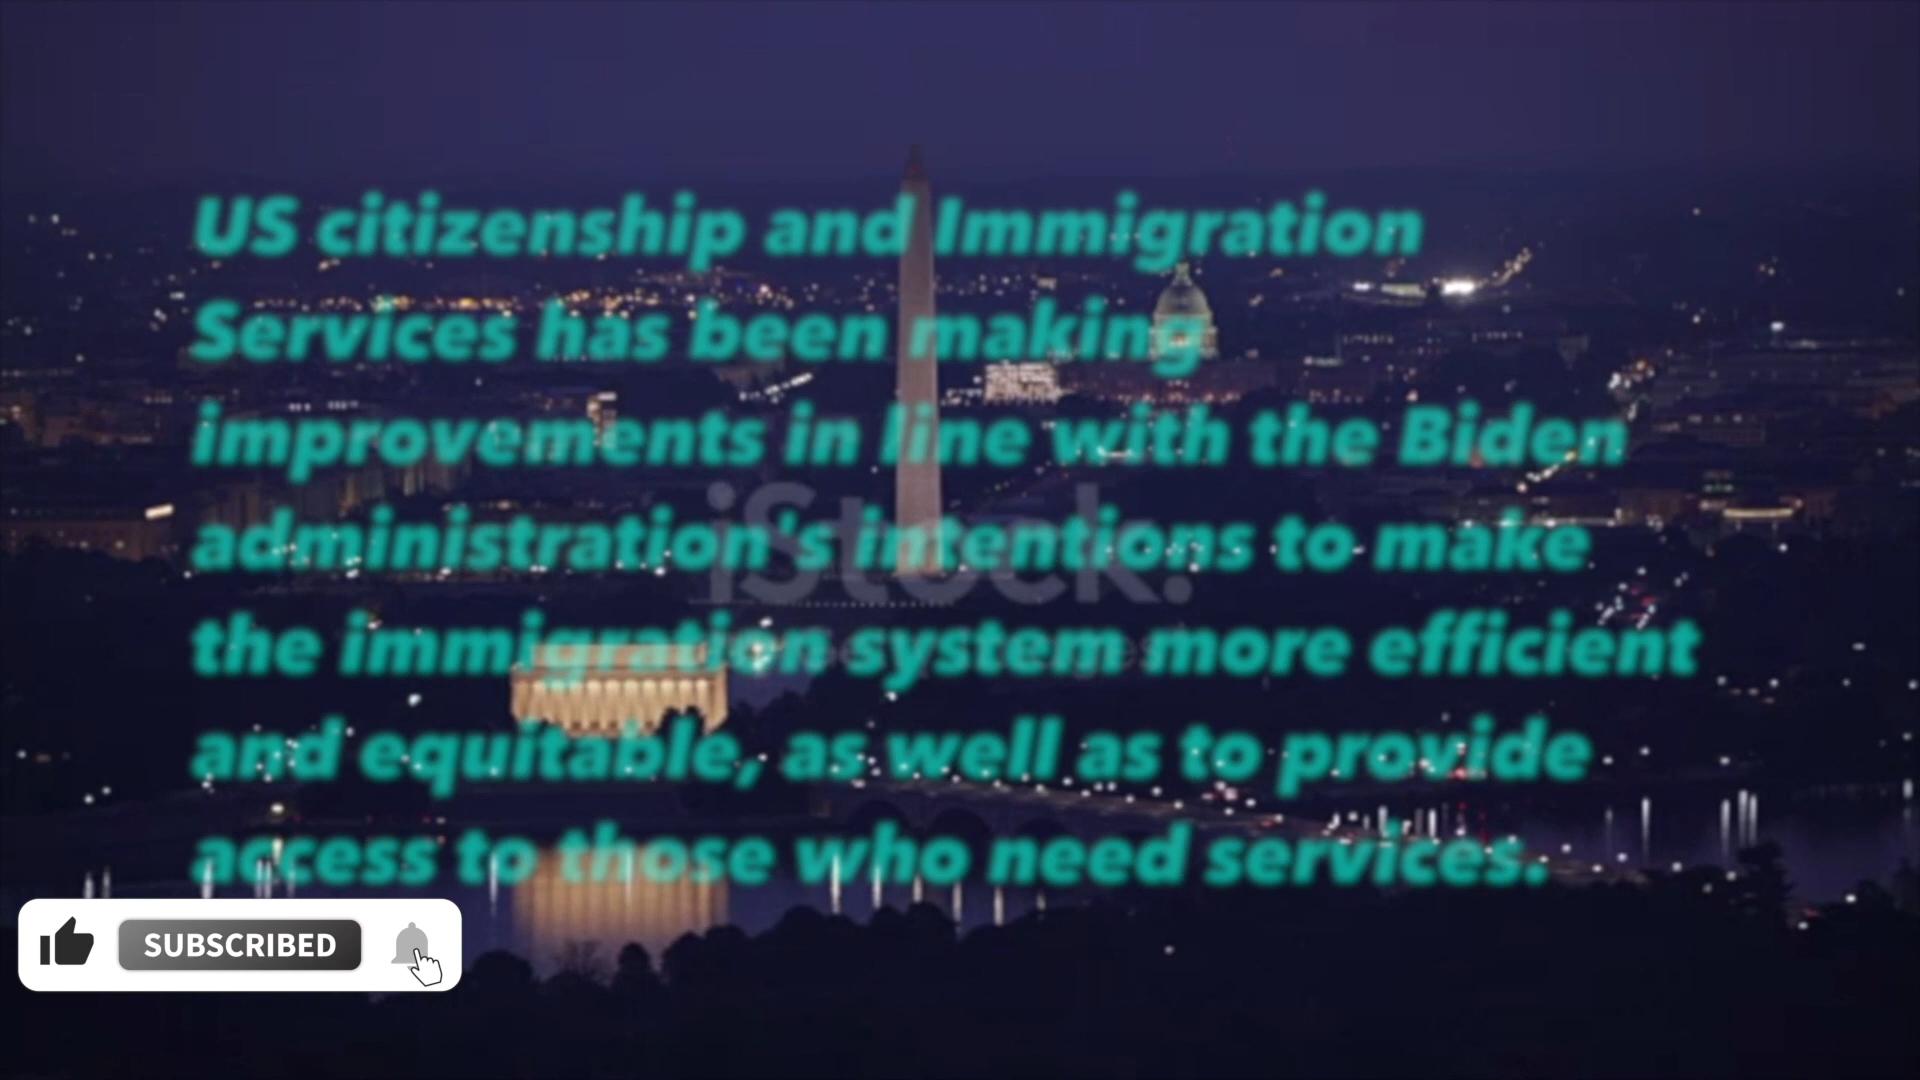 US citizenship and Immigration
Services has been making
improvements in line with the Biden
administration's intentions to make
iStock.
the immigration system more efficient
and equitable, as well as to provide
access to those who need services.
SUBSCRIBED